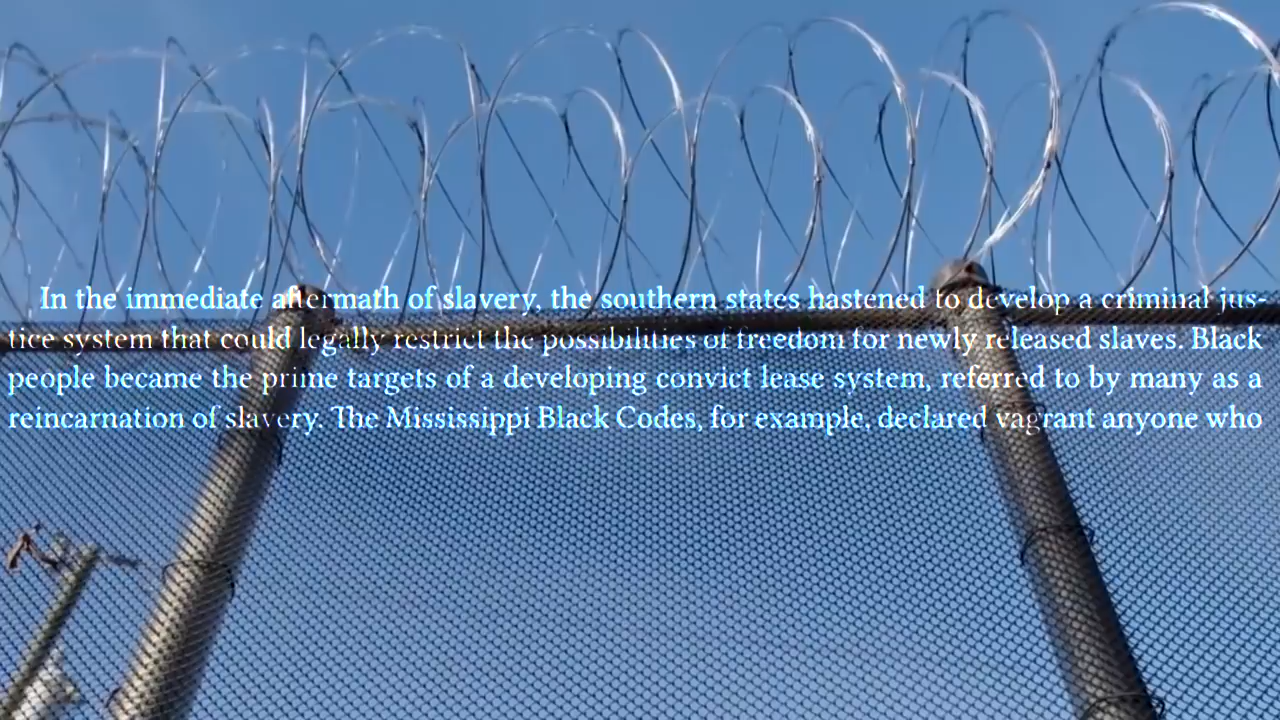 In the immediate aftermath of slavery, the southern states hastened to develop a criminal jus-
tice system that could legally restrict the possibilities of freedom for newly released slaves. Black
people became the prime targets of a developing convict lease system, referred to by many as a
reincarnation of slavery. The Mississippi Black Codes, for example, declared vagrant anyone who